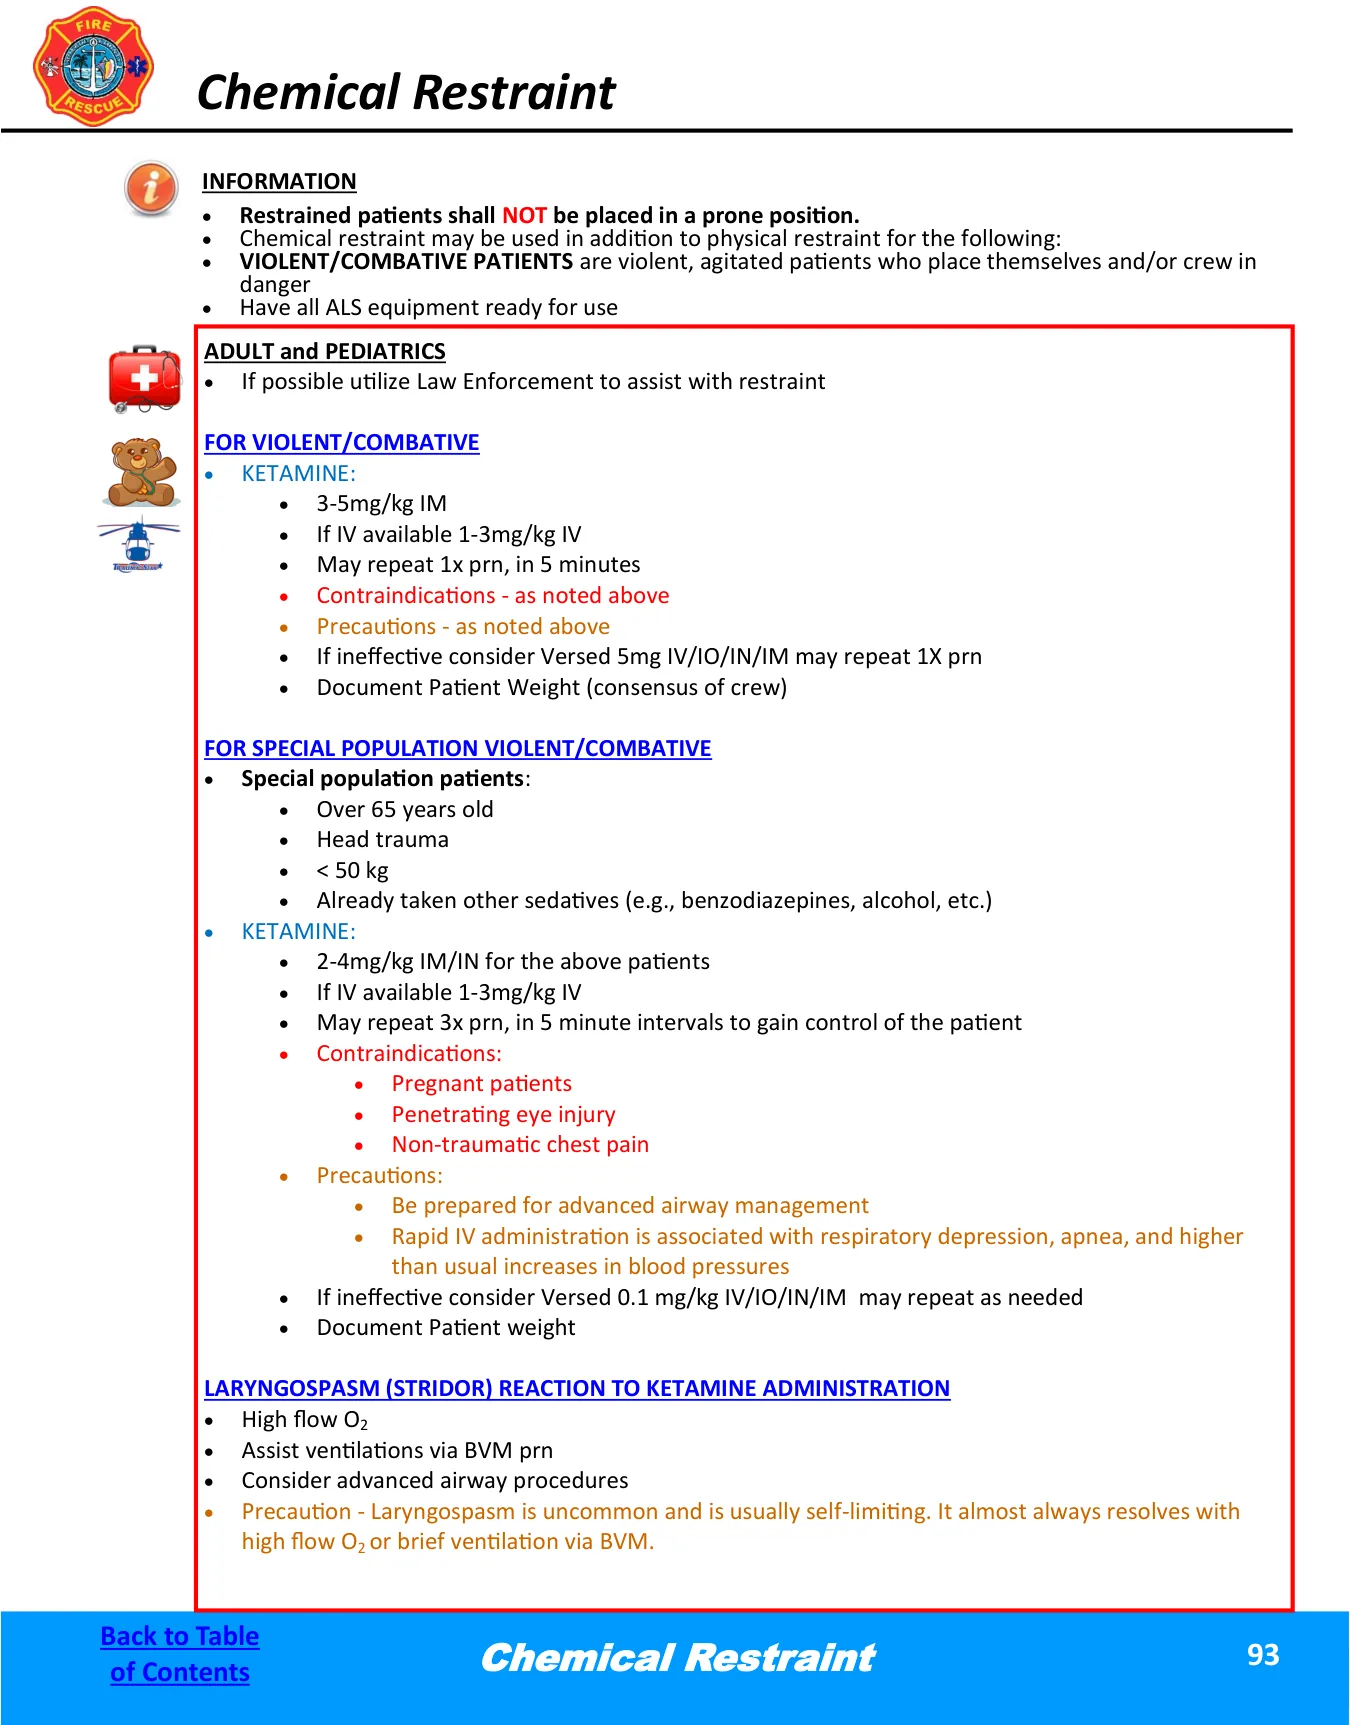 FIRE
RESCUE
Chemical Restraint
INFORMATION
• Restrained patients shall NOT be placed in a prone position.
• Chemical restraint may be used in addition to physical restraint for the following:
• VIOLENT/COMBATIVE PATIENTS are violent, agitated patients who place themselves and/or crew in
danger
• Have all ALS equipment ready for use
ADULT and PEDIATRICS
• If possible utilize Law Enforcement to assist with restraint
FOR VIOLENT/COMBATIVE
• KETAMINE:
• 3-5mg/kg IM
• If IV available 1-3mg/kg IV
• May repeat 1x prn, in 5 minutes
• Contraindications - as noted above
• Precautions - as noted above
• If ineffective consider Versed 5mg IV/IO/IN/IM may repeat 1X prn
• Document Patient Weight (consensus of crew)
FOR SPECIAL POPULATION VIOLENT/COMBATIVE
• Special population patients:
• Over 65 years old
• Head trauma
• < 50 kg
• Already taken other sedatives (e.g., benzodiazepines, alcohol, etc.)
• KETAMINE:
• 2-4mg/kg IM/IN for the above patients
• If IV available 1-3mg/kg IV
• May repeat 3x prn, in 5 minute intervals to gain control of the patient
• Contraindications:
• Pregnant patients
• Penetrating eye injury
• Non-traumatic chest pain
• Precautions:
• Be prepared for advanced airway management
• Rapid IV administration is associated with respiratory depression, apnea, and higher
than usual increases in blood pressures
• If ineffective consider Versed 0.1 mg/kg IV/IO/IN/IM  may repeat as needed
• Document Patient weight
LARYNGOSPASM (STRIDOR) REACTION TO KETAMINE ADMINISTRATION
• High flow O₂
• Assist ventilations via BVM prn
• Consider advanced airway procedures
• Precaution - Laryngospasm is uncommon and is usually self-limiting. It almost always resolves with
high flow O₂ or brief ventilation via BVM.
Back to Table
of Contents
Chemical Restraint
93